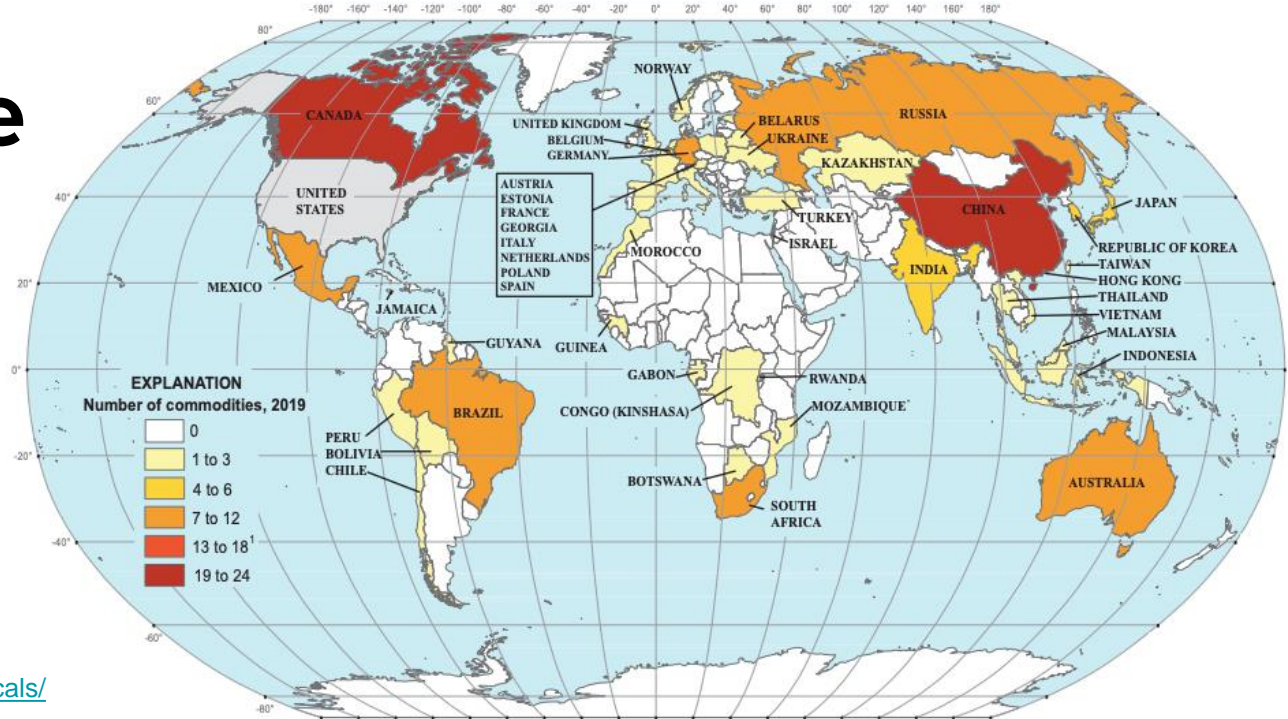 e
-180° -160° -140° -120° -100° -80° -60° -40° -20° 0° 20° 40° 60° 80° 100° 120° 140° 160° 180°
80°
60°
40°
20°
0°
-20°
-40°
-60°
-80°
CANADA
UNITED
STATES
MEXICO
JAMAICA
GUYANA
BRAZIL
PERU
BOLIVIA
CHILE
NORWAY
UNITED KINGDOM
BELGIUM
GERMANY
AUSTRIA
ESTONIA
FRANCE
GEORGIA
ITALY
NETHERLANDS
POLAND
SPAIN
BELARUS
UKRAINE
RUSSIA
KAZAKHSTAN
TURKEY
ISRAEL
MOROCCO
GUINEA
GABON
CONGO (KINSHASA)
RWANDA
MOZAMBIQUE
BOTSWANA
SOUTH
AFRICA
CHINA
INDIA
JAPAN
REPUBLIC OF KOREA
TAIWAN
HONG KONG
THAILAND
VIETNAM
MALAYSIA
INDONESIA
AUSTRALIA
EXPLANATION
Number of commodities, 2019
0
1 to 3
4 to 6
7 to 12
13 to 18¹
19 to 24
cals/